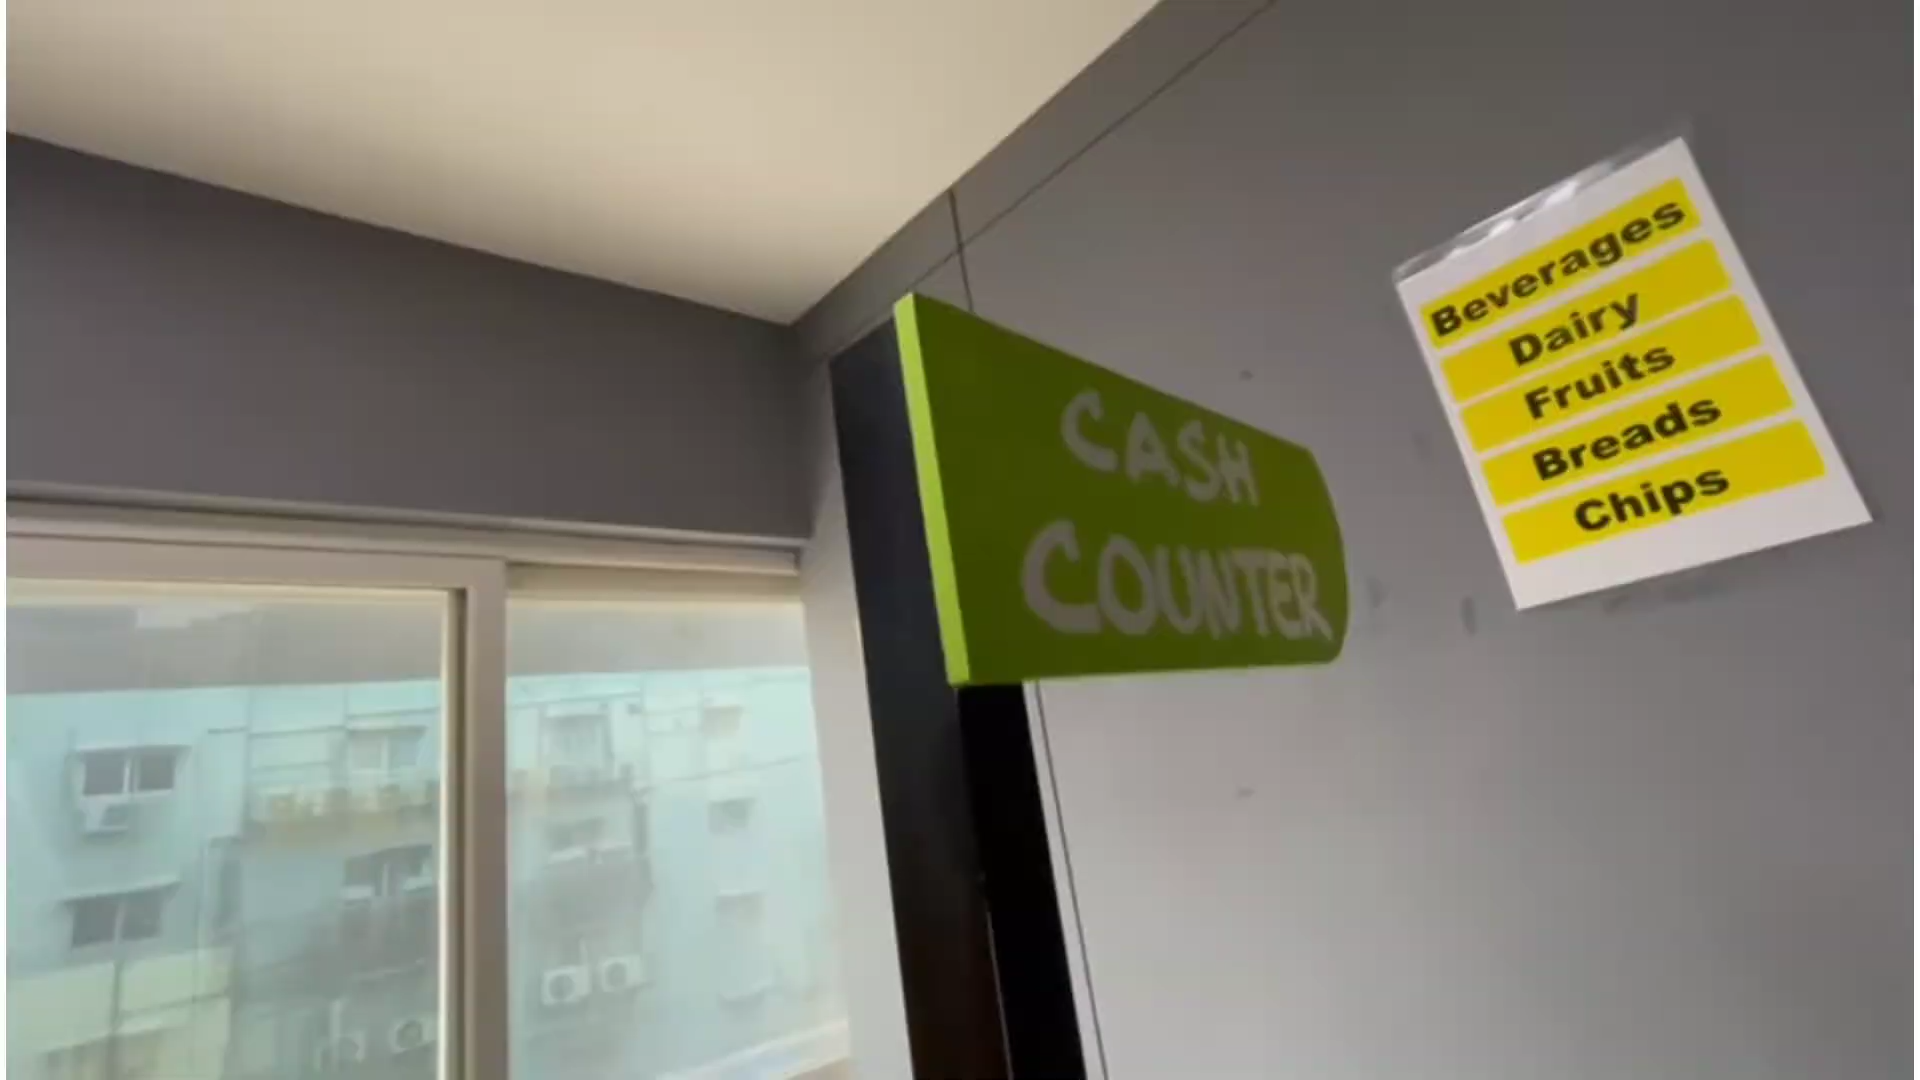 CASH
COUNTER
Beverages
Dairy
Fruits
Breads
Chips